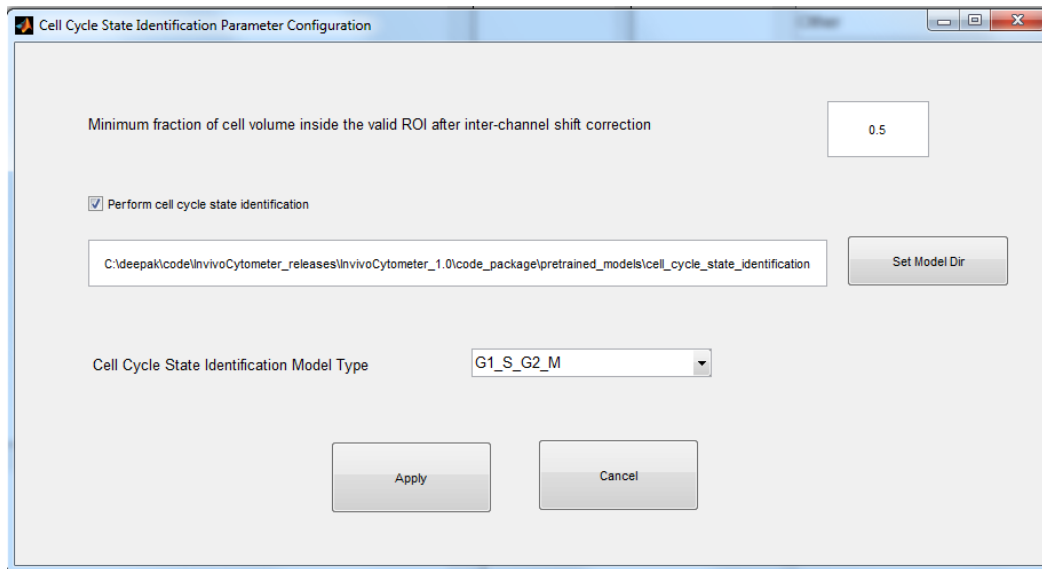 Other
Cell Cycle State Identification Parameter Configuration
Minimum fraction of cell volume inside the valid ROI after inter-channel shift correction
0.5
Perform cell cycle state identification
C:\deepak\code\InvivoCytometer_releases\InvivoCytometer_1.0\code_package\pretrained_models\cell_cycle_state_identification
Set Model Dir
Cell Cycle State Identification Model Type
G1_S_G2_M
Apply
Cancel